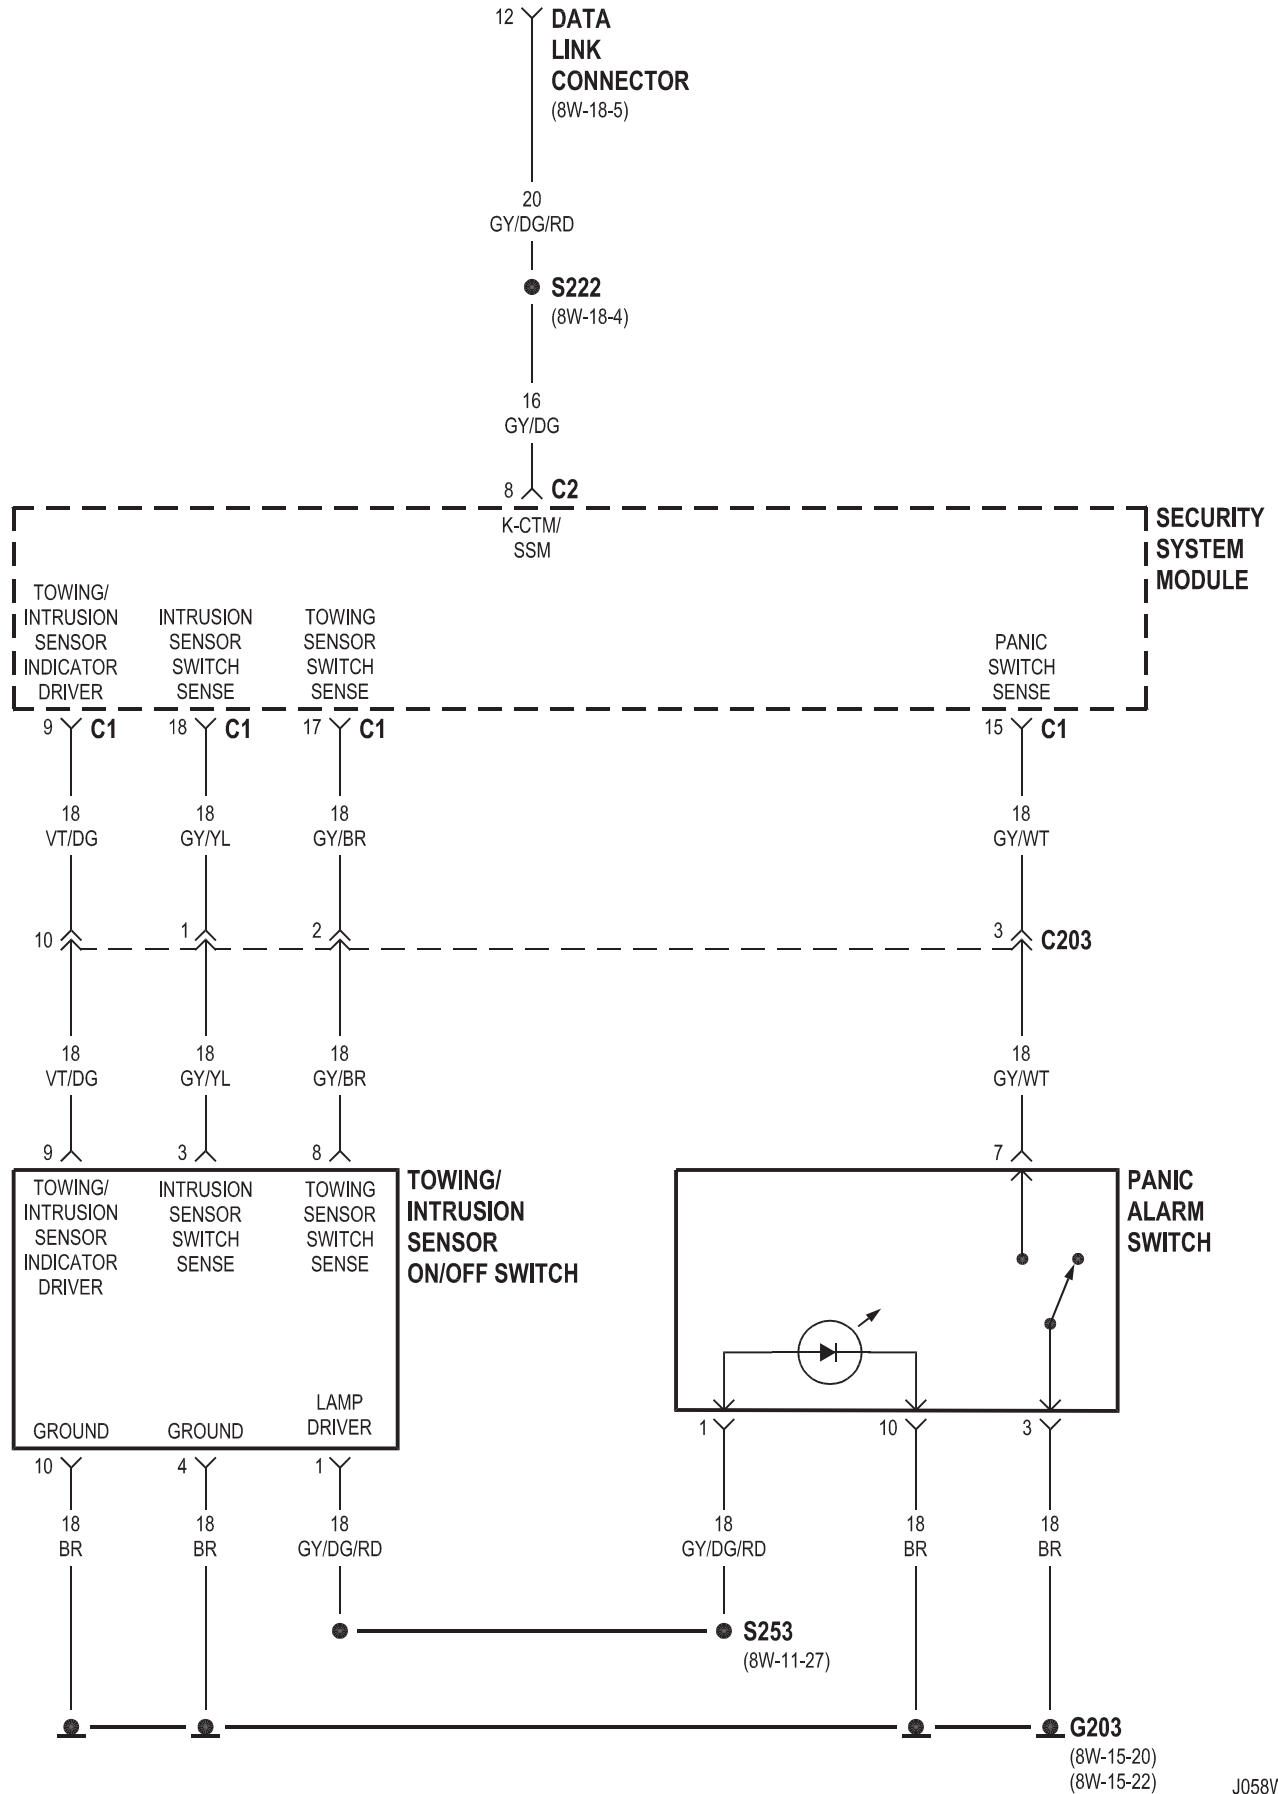 12 DATA
LINK
CONNECTOR
(8W-18-5)
20
GY/DG/RD
S222
(8W-18-4)
16
GY/DG
8 C2
K-CTM/
SSM
SECURITY
SYSTEM
MODULE
TOWING/
INTRUSION
SENSOR
INDICATOR
DRIVER
INTRUSION
SENSOR
SWITCH
SENSE
TOWING
SENSOR
SWITCH
SENSE
PANIC
SWITCH
SENSE
9 C1 18 C1 17 C1 15 C1
18 18 18 18
VT/DG GY/YL GY/BR GY/WT
10 1 2 3 C203
18 18 18 18
VT/DG GY/YL GY/BR GY/WT
9 3 8 7
TOWING/
INTRUSION
SENSOR
INDICATOR
DRIVER
INTRUSION
SENSOR
SWITCH
SENSE
TOWING
SENSOR
SWITCH
SENSE
TOWING/
INTRUSION
SENSOR
ON/OFF SWITCH
PANIC
ALARM
SWITCH
GROUND GROUND
LAMP
DRIVER
10 4 1 1 10 3
18 18 18 18 18 18
BR BR GY/DG/RD GY/DG/RD BR BR
S253
(8W-11-27)
G203
(8W-15-20)
(8W-15-22)